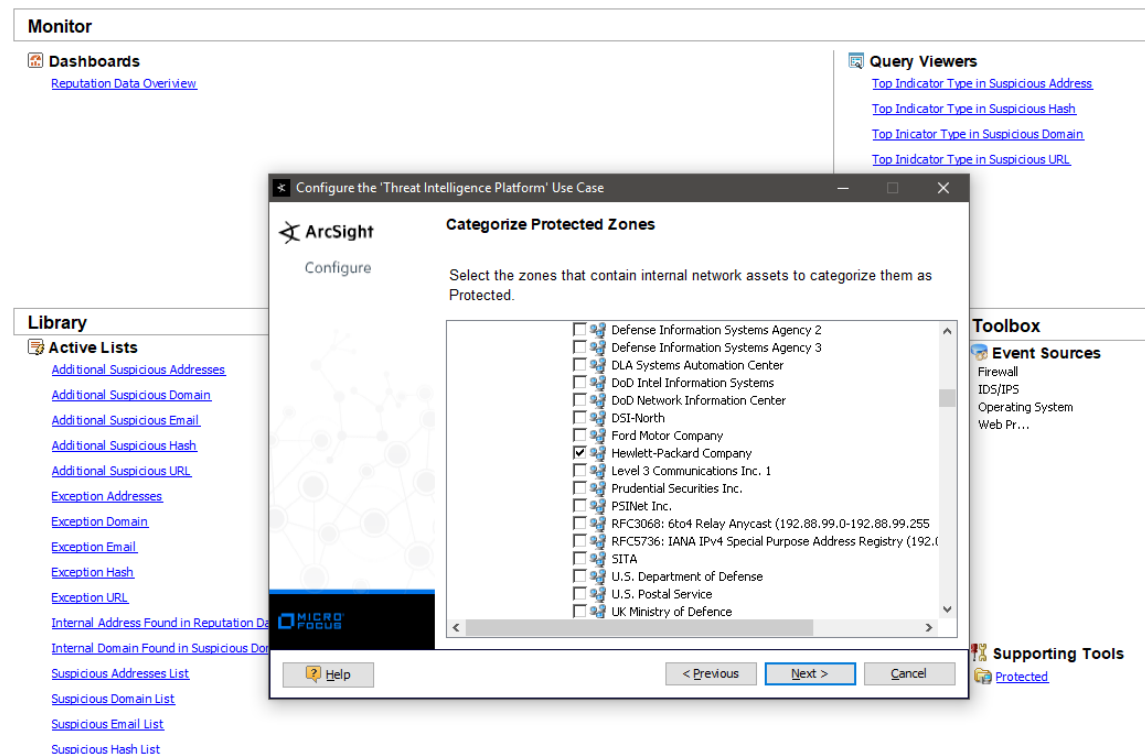 Monitor
Dashboards
Reputation Data Overiview
Query Viewers
Top Indicator Type in Suspicious Address
Top Indicator Type in Suspicious Hash
Top Inicator Type in Suspicious Domain
Top Inidcator Type in Suspicious URL
Configure the 'Threat Intelligence Platform' Use Case
ArcSight
Configure
Categorize Protected Zones
Select the zones that contain internal network assets to categorize them as
Protected.
Defense Information Systems Agency 2
Defense Information Systems Agency 3
DLA Systems Automation Center
DoD Intel Information Systems
DoD Network Information Center
DSI-North
Ford Motor Company
Hewlett-Packard Company
Level 3 Communications Inc. 1
Prudential Securities Inc.
PSINet Inc.
RFC3068: 6to4 Relay Anycast (192.88.99.0-192.88.99.255
RFC5736: IANA IPv4 Special Purpose Address Registry (192.0
SITA
U.S. Department of Defense
U.S. Postal Service
UK Ministry of Defence
MICRO
FOCUS
Help
< Previous
Next >
Cancel
Library
Active Lists
Additional Suspicious Addresses
Additional Suspicious Domain
Additional Suspicious Email
Additional Suspicious Hash
Additional Suspicious URL
Exception Addresses
Exception Domain
Exception Email
Exception Hash
Exception URL
Internal Address Found in Reputation Da
Internal Domain Found in Suspicious Dor
Suspicious Addresses List
Suspicious Domain List
Suspicious Email List
Suspicious Hash List
Toolbox
Event Sources
Firewall
IDS/IPS
Operating System
Web Pr...
Supporting Tools
Protected